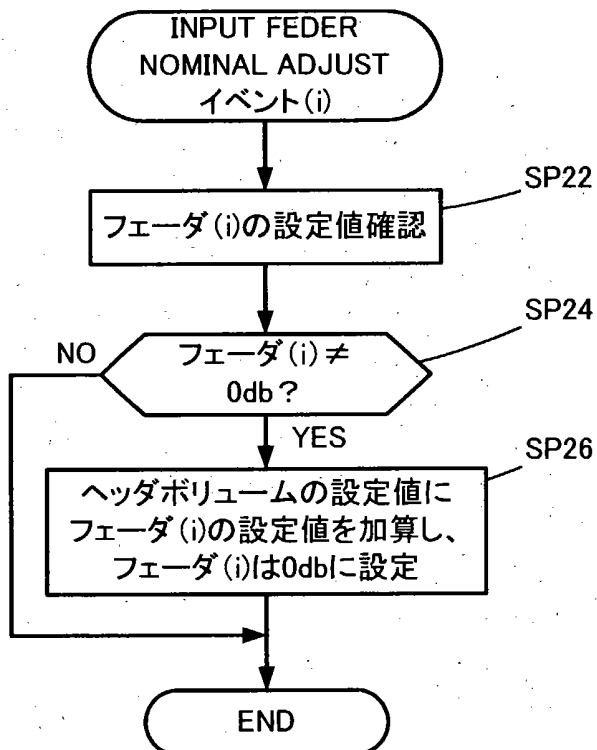 INPUT FEDER
NOMINAL ADJUST
イベント(i)
SP22
フェーダ(i)の設定値確認
SP24
フェーダ(i)≠
0db?
NO
YES
SP26
ヘッダボリュームの設定値に
フェーダ(i)の設定値を加算し、
フェーダ(i)は0dbに設定
END